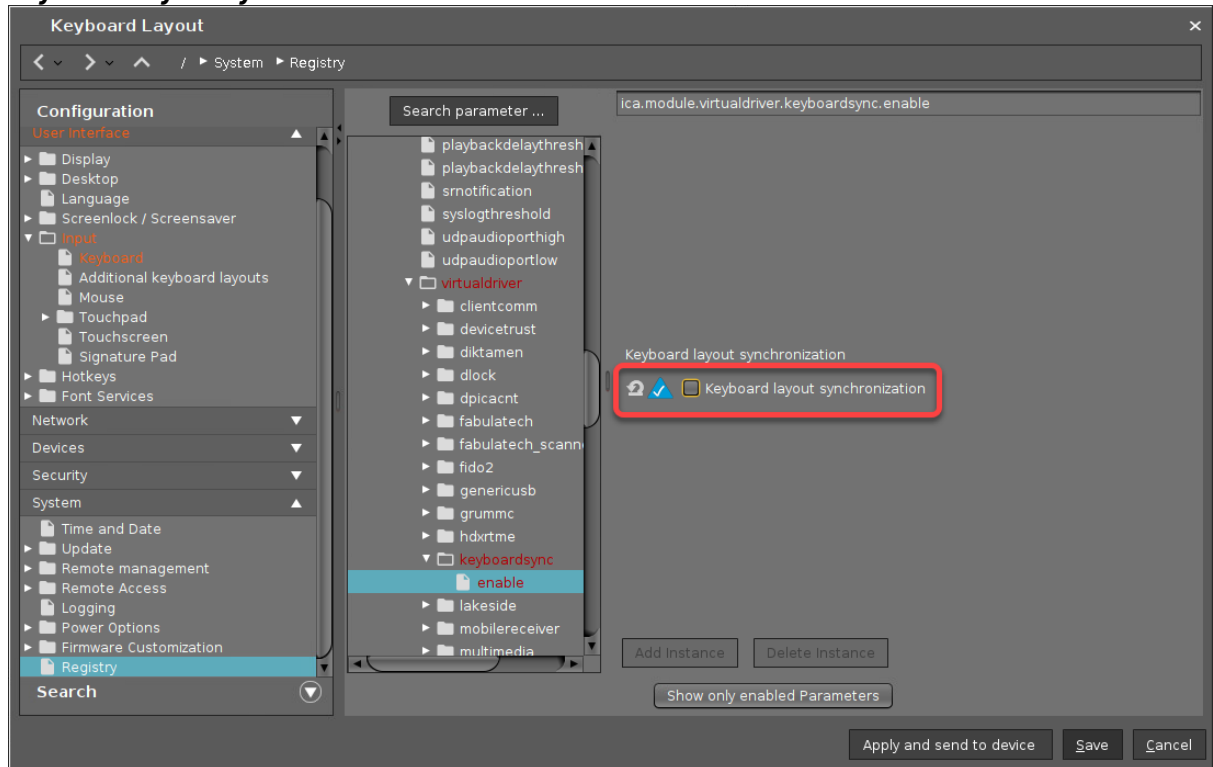 Keyboard Layout
/ System Registry
Configuration
User Interface
Display
Desktop
Language
Screenlock / Screensaver
Input
Keyboard
Additional keyboard layouts
Mouse
Touchpad
Touchscreen
Signature Pad
Hotkeys
Font Services
Network
Devices
Security
System
Time and Date
Update
Remote management
Remote Access
Logging
Power Options
Firmware Customization
Registry
Search
Search parameter ...
playbackdelaythresh
playbackdelaythresh
srnotification
syslogthreshold
udpaudioporthigh
udpaudioportlow
virtualdriver
clientcomm
devicetrust
diktamen
dlock
dpicacnt
fabulatech
fabulatech_scann
fido2
genericusb
grummc
hdxrtme
keyboardsync
enable
lakeside
mobilereceiver
multimedia
ica.module.virtualdriver.keyboardsync.enable
Keyboard layout synchronization
Keyboard layout synchronization
Add Instance Delete Instance
Show only enabled Parameters
Apply and send to device Save Cancel